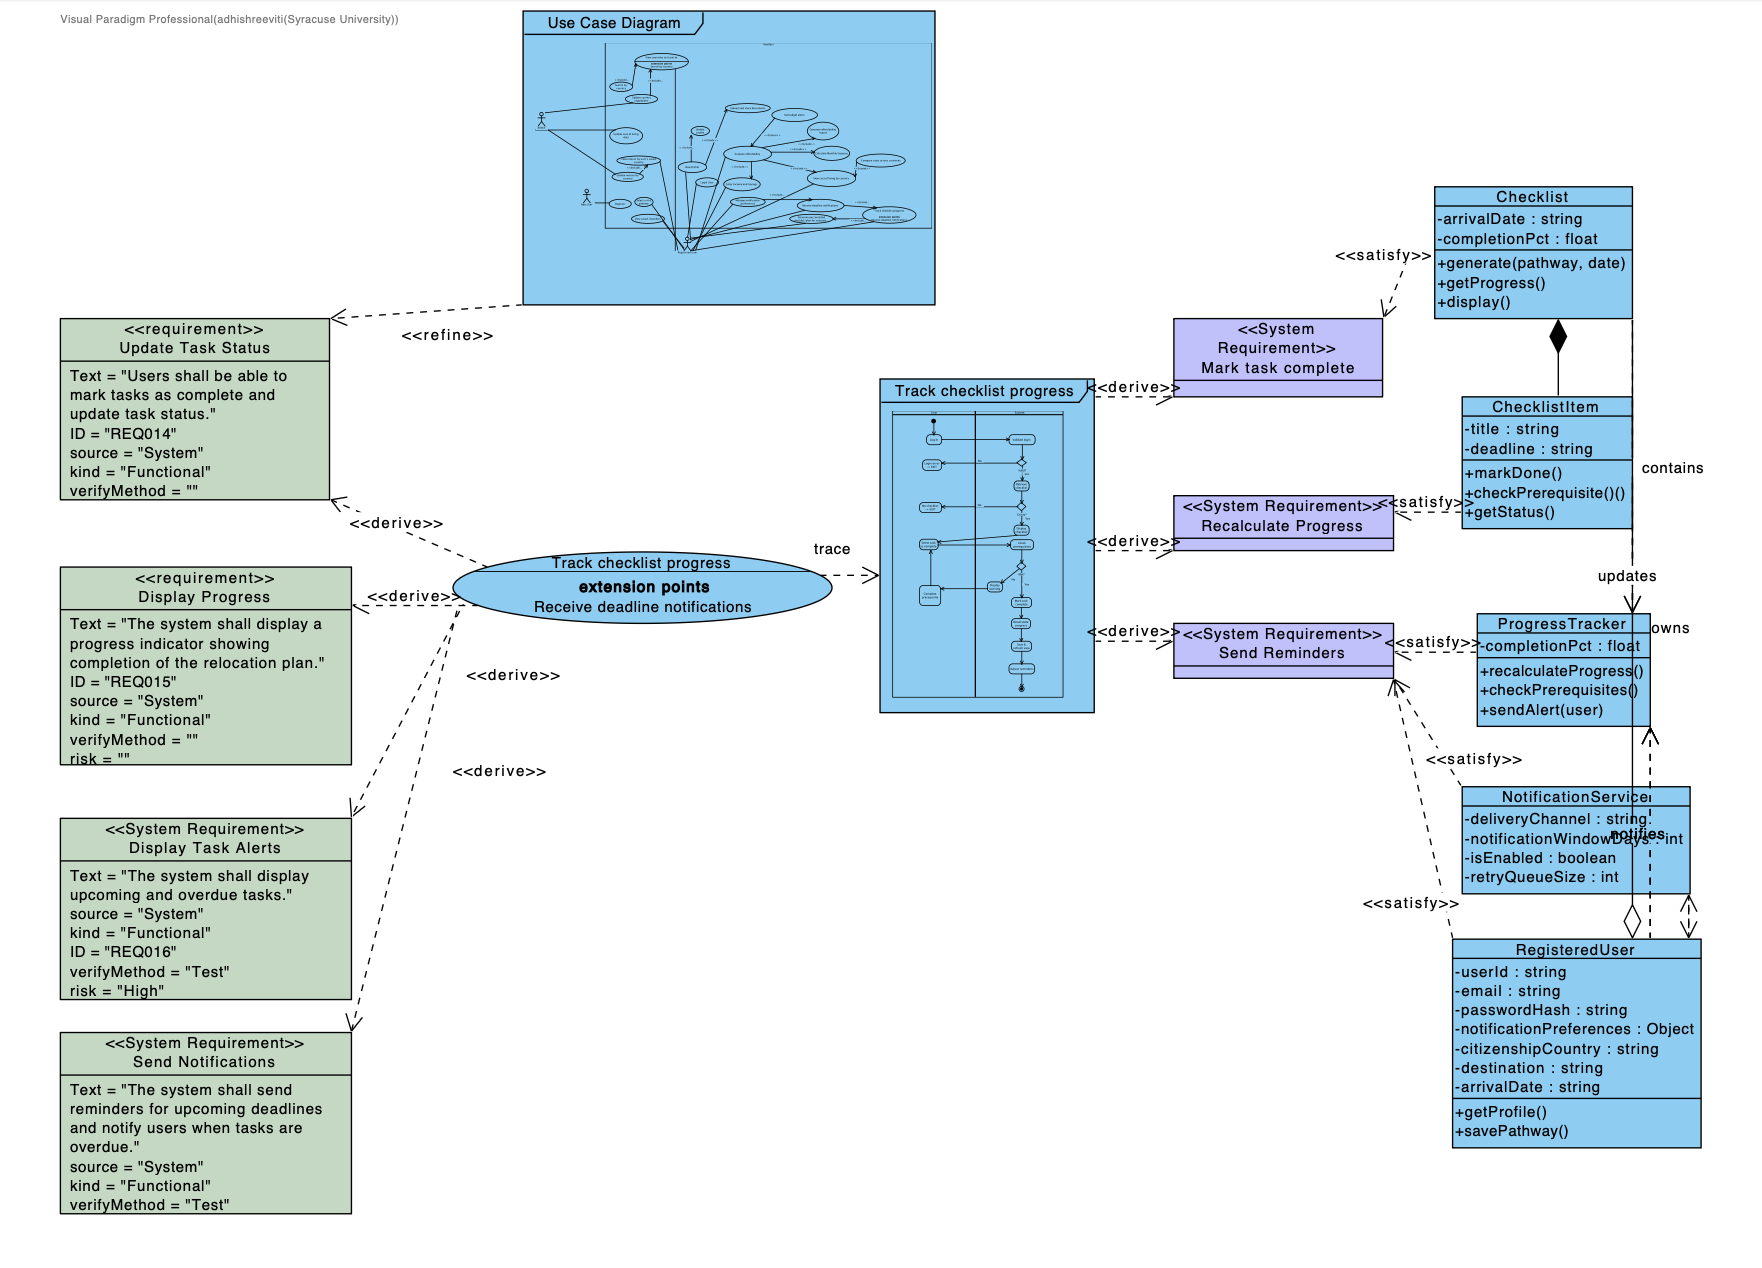 Visual Paradigm Professional(adhishreeviti(Syracuse University))
Use Case Diagram
<<refine>>
<<requirement>>
Update Task Status
Text = "Users shall be able to
mark tasks as complete and
update task status."
ID = "REQ014"
source = "System"
kind = "Functional"
verifyMethod = ""
<<derive>>
<<requirement>>
Display Progress
Text = "The system shall display a
progress indicator showing
completion of the relocation plan."
ID = "REQ015"
source = "System"
kind = "Functional"
verifyMethod = ""
risk = ""
<<derive>>
<<derive>>
<<derive>>
<<System Requirement>>
Display Task Alerts
Text = "The system shall display
upcoming and overdue tasks."
source = "System"
kind = "Functional"
ID = "REQ016"
verifyMethod = "Test"
risk = "High"
<<System Requirement>>
Send Notifications
Text = "The system shall send
reminders for upcoming deadlines
and notify users when tasks are
overdue."
source = "System"
kind = "Functional"
verifyMethod = "Test"
Track checklist progress
extension points
Receive deadline notifications
trace
Track checklist progress
<<derive>>
<<derive>>
<<derive>>
<<System
Requirement>>
Mark task complete
<<System Requirement>>
Recalculate Progress
<<System Requirement>>
Send Reminders
<<satisfy>>
<<satisfy>>
<<satisfy>>
<<satisfy>>
<<satisfy>>
Checklist
-arrivalDate : string
-completionPct : float
+generate(pathway, date)
+getProgress()
+display()
ChecklistItem
-title : string
-deadline : string
+markDone()
+checkPrerequisite()()
+getStatus()
contains
updates
owns
ProgressTracker
-completionPct : float
+recalculateProgress()
+checkPrerequisites()
+sendAlert(user)
NotificationService
-deliveryChannel : string
-notificationWindowDays : int
-isEnabled : boolean
-retryQueueSize : int
notifies
RegisteredUser
-userId : string
-email : string
-passwordHash : string
-notificationPreferences : Object
-citizenshipCountry : string
-destination : string
-arrivalDate : string
+getProfile()
+savePathway()